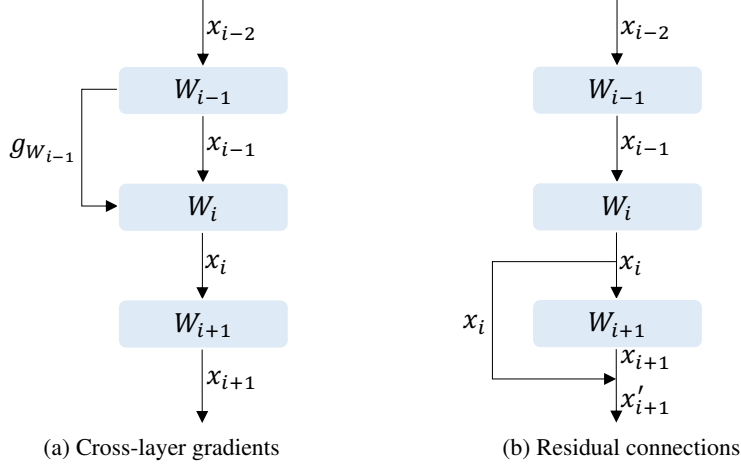 x_{i−2}
W_{i−1}
g_{W_{i−1}}
x_{i−1}
W_i
x_i
W_{i+1}
x_{i+1}
(a) Cross-layer gradients
x_{i−2}
W_{i−1}
x_{i−1}
W_i
x_i
x_i
W_{i+1}
x_{i+1}
x'_{i+1}
(b) Residual connections